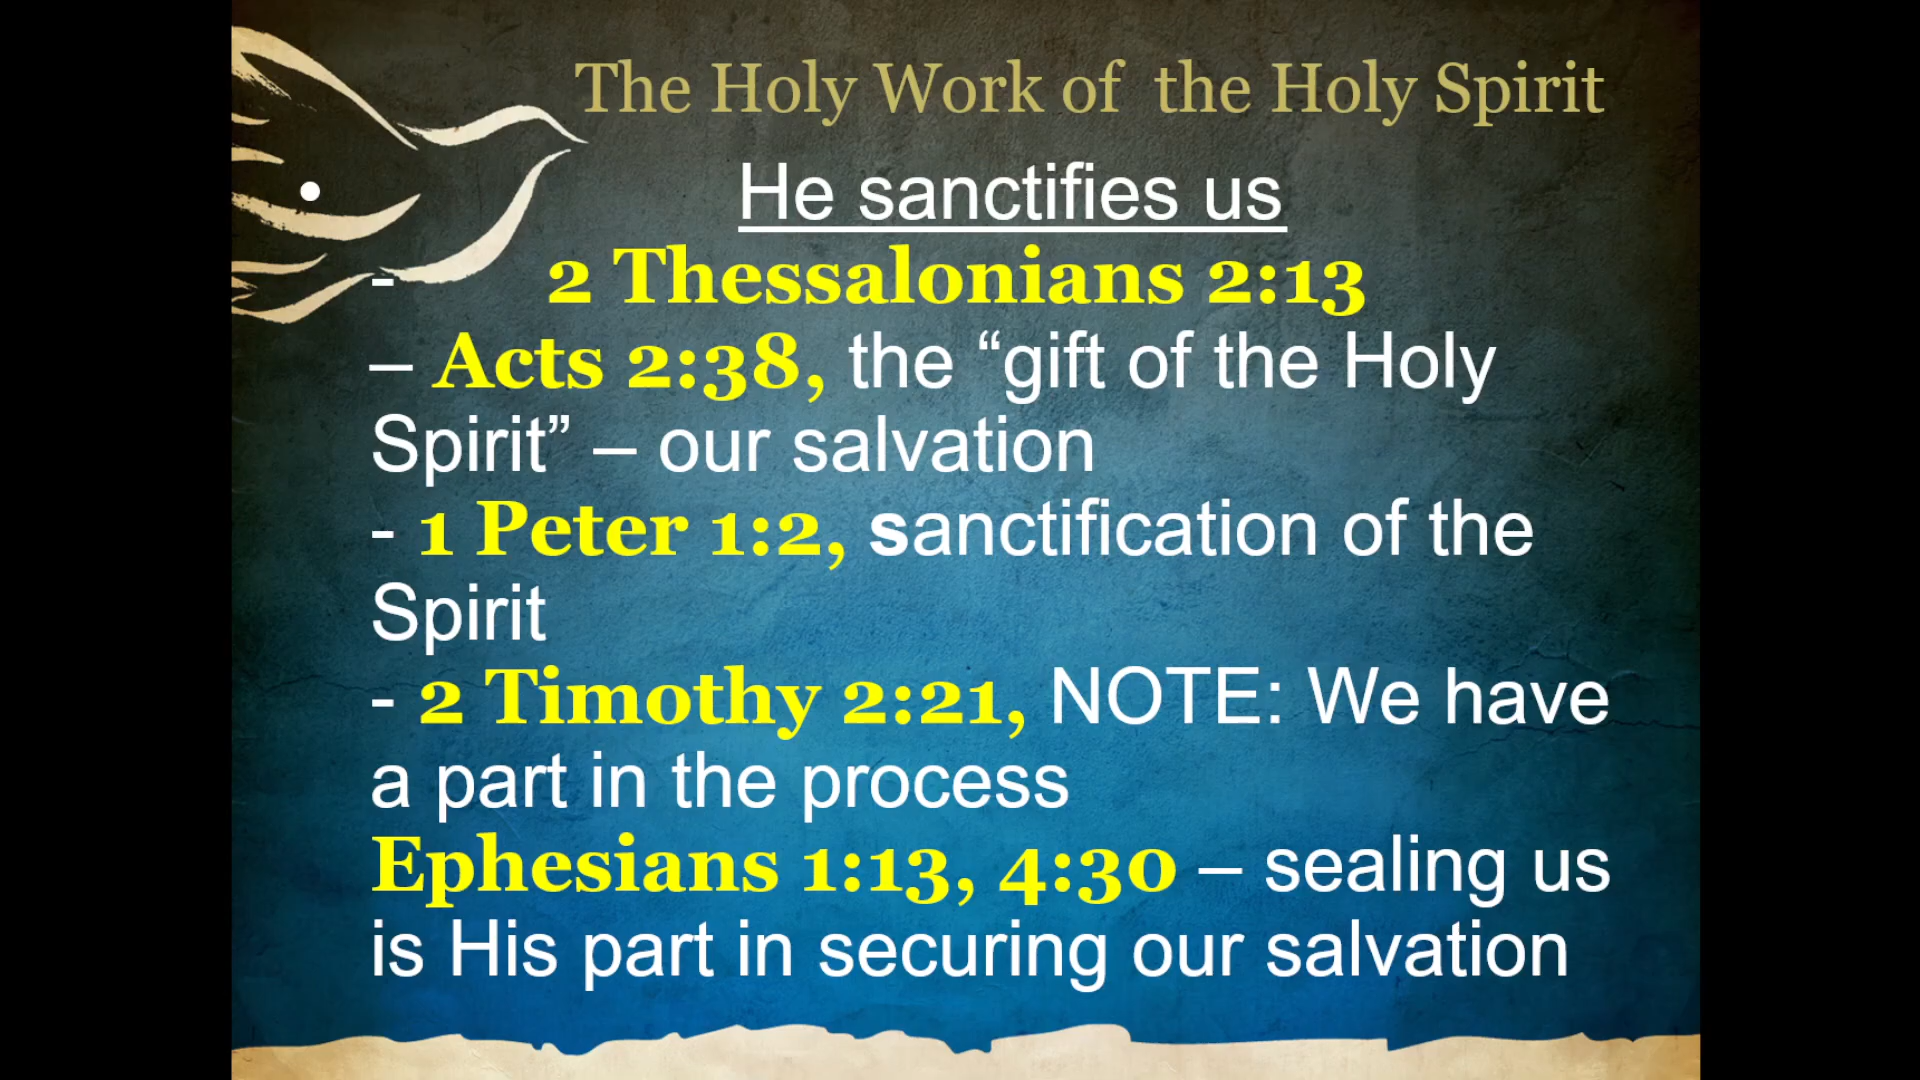 The Holy Work of the Holy Spirit
• He sanctifies us
- 2 Thessalonians 2:13
– Acts 2:38, the “gift of the Holy
Spirit” – our salvation
- 1 Peter 1:2, sanctification of the
Spirit
- 2 Timothy 2:21, NOTE: We have
a part in the process
Ephesians 1:13, 4:30 – sealing us
is His part in securing our salvation